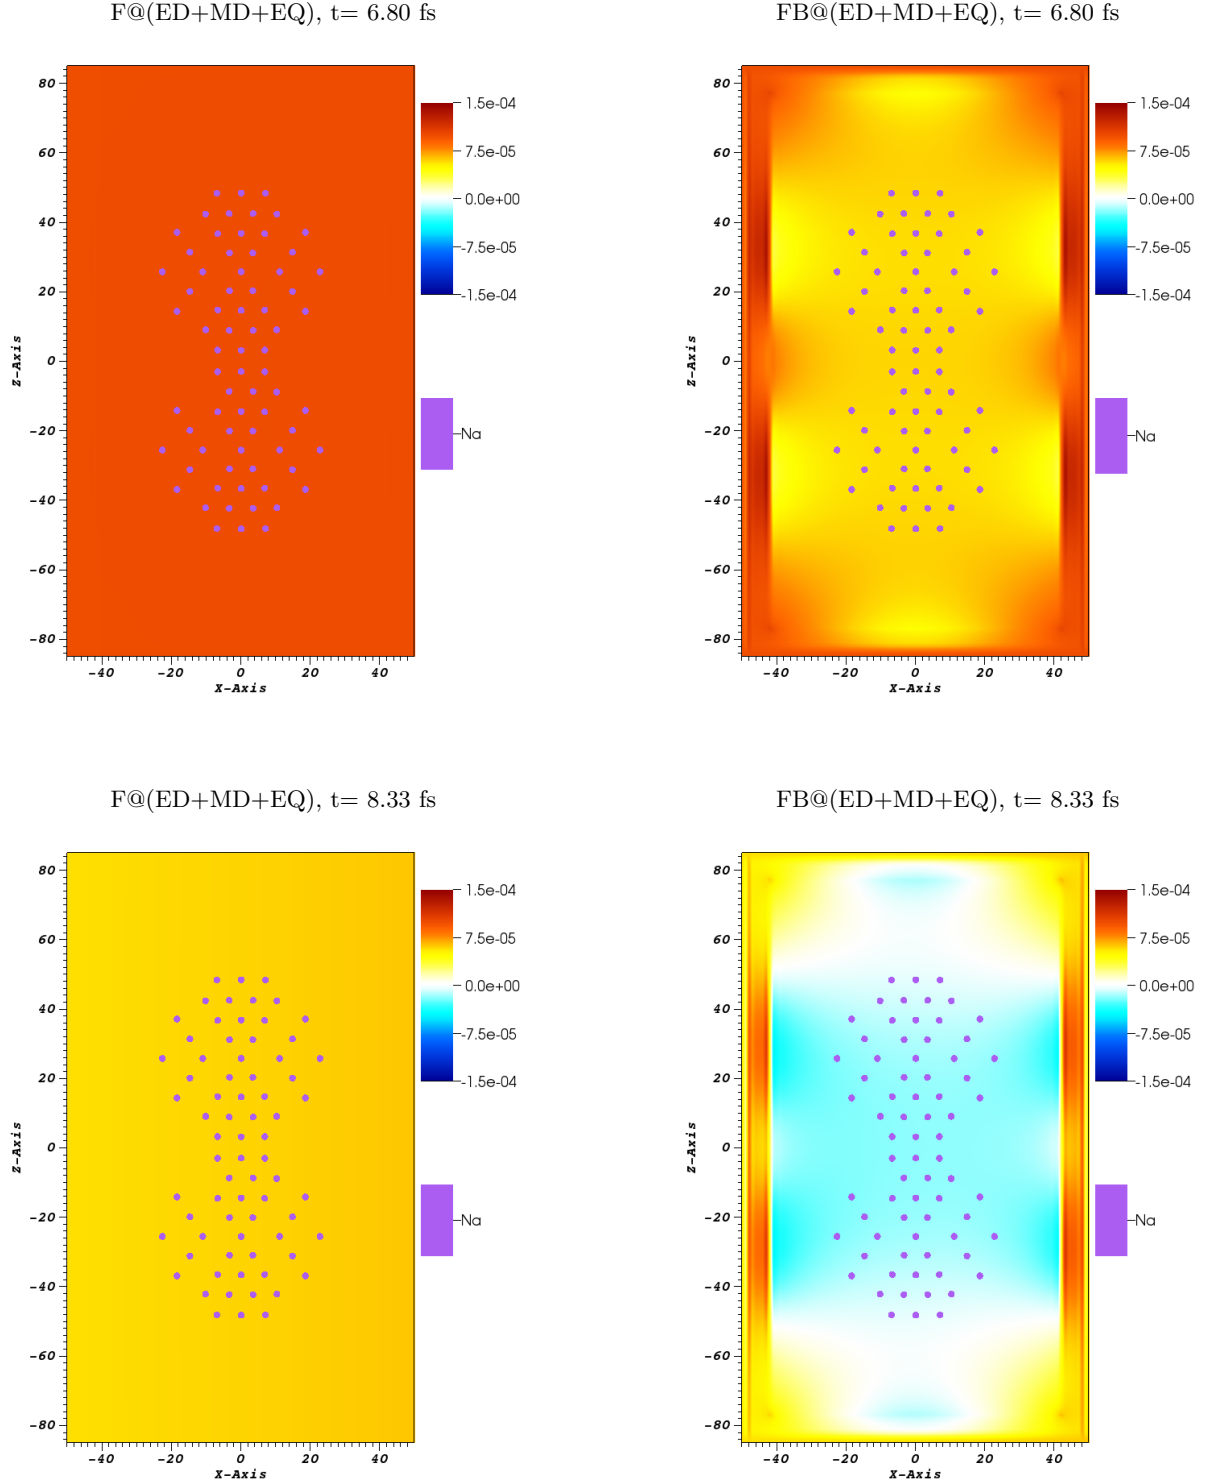 F@(ED+MD+EQ), t= 6.80 fs
80
60
40
20
0
-20
-40
-60
-80
Z-Axis
-40 -20 0 20 40
X-Axis
1.5e-04
7.5e-05
0.0e+00
-7.5e-05
-1.5e-04
Na
FB@(ED+MD+EQ), t= 6.80 fs
80
60
40
20
0
-20
-40
-60
-80
Z-Axis
-40 -20 0 20 40
X-Axis
1.5e-04
7.5e-05
0.0e+00
-7.5e-05
-1.5e-04
Na
F@(ED+MD+EQ), t= 8.33 fs
80
60
40
20
0
-20
-40
-60
-80
Z-Axis
-40 -20 0 20 40
X-Axis
1.5e-04
7.5e-05
0.0e+00
-7.5e-05
-1.5e-04
Na
FB@(ED+MD+EQ), t= 8.33 fs
80
60
40
20
0
-20
-40
-60
-80
Z-Axis
-40 -20 0 20 40
X-Axis
1.5e-04
7.5e-05
0.0e+00
-7.5e-05
-1.5e-04
Na